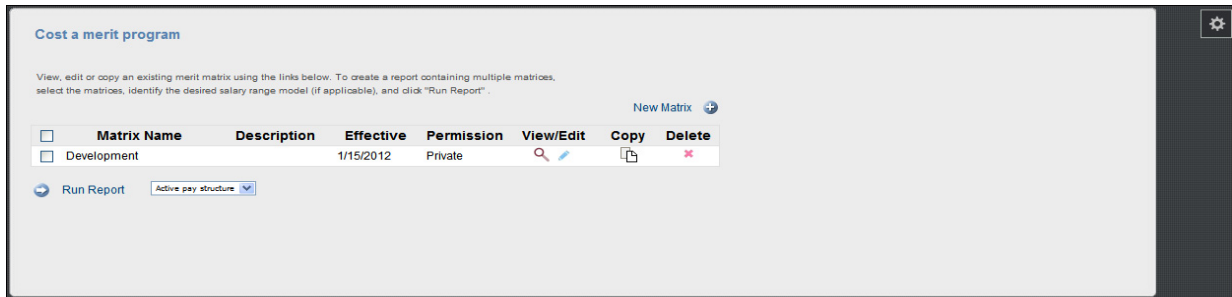 Cost a merit program
View, edit or copy an existing merit matrix using the links below. To create a report containing multiple matrices,
select the matrices, identify the desired salary range model (if applicable), and click "Run Report" .
New Matrix
Matrix Name Description Effective Permission View/Edit Copy Delete
Development 1/15/2012 Private
Run Report Active pay structure